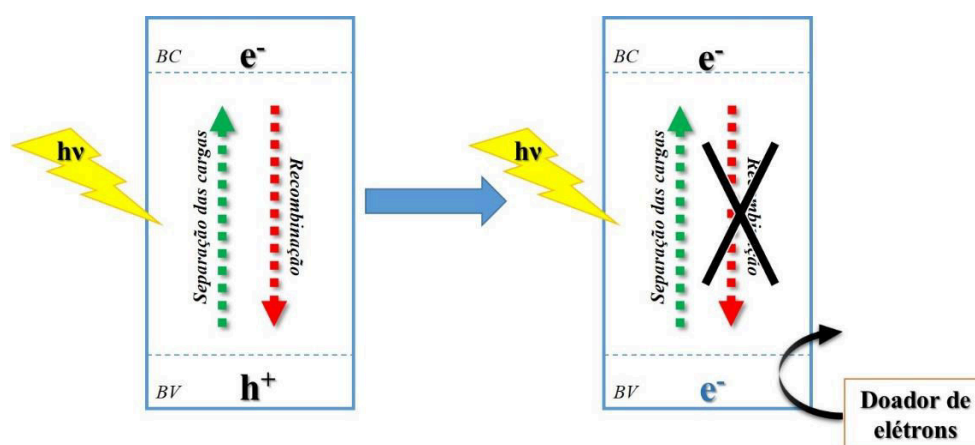 BC
e⁻
hν
Separação das cargas
Recombinação
BV
h⁺
BC
e⁻
hν
Separação das cargas
BV
e⁻
Doador de
elétrons